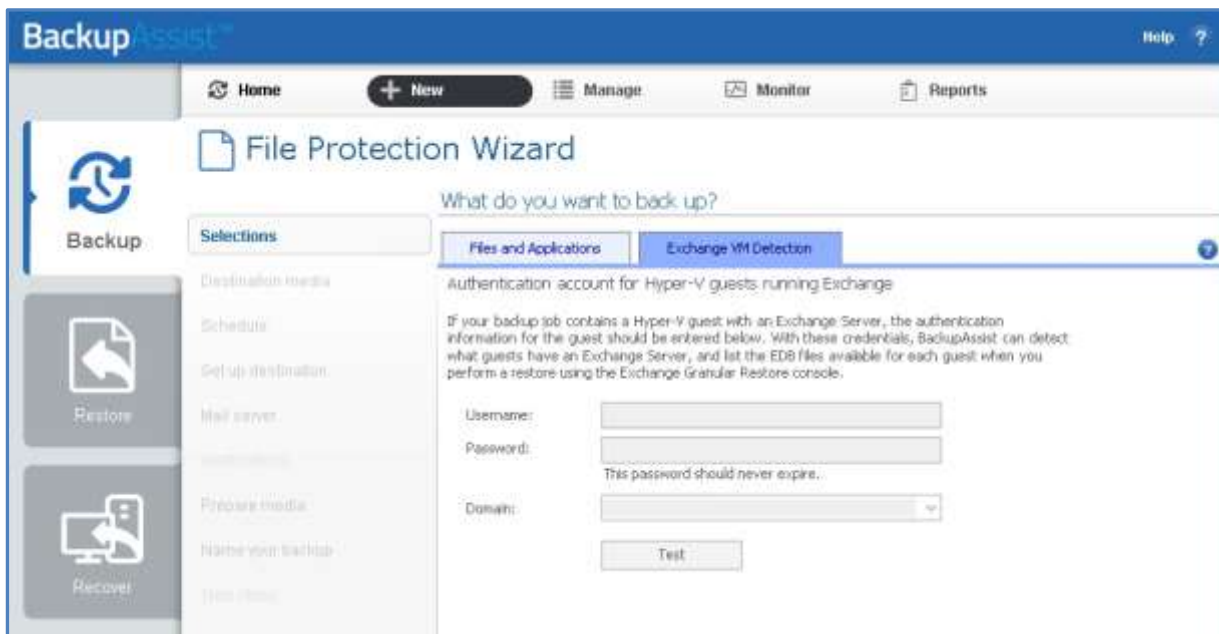 BackupAssist™
Help ?
Home
New
Manage
Monitor
Reports
File Protection Wizard
What do you want to back up?
Backup
Selections
Files and Applications
Exchange VM Detection
?
Destination media
Authentication account for Hyper-V guests running Exchange
Schedule
If your backup job contains a Hyper-V guest with an Exchange Server, the authentication
information for the guest should be entered below. With these credentials, BackupAssist can detect
what guests have an Exchange Server, and list the EDB files available for each guest when you
perform a restore using the Exchange Granular Restore console.
Set up destination
Restore
Mail server
Username:
Password:
This password should never expire.
Prepare media
Domain:
Name your backup
Test
Recover
Next steps